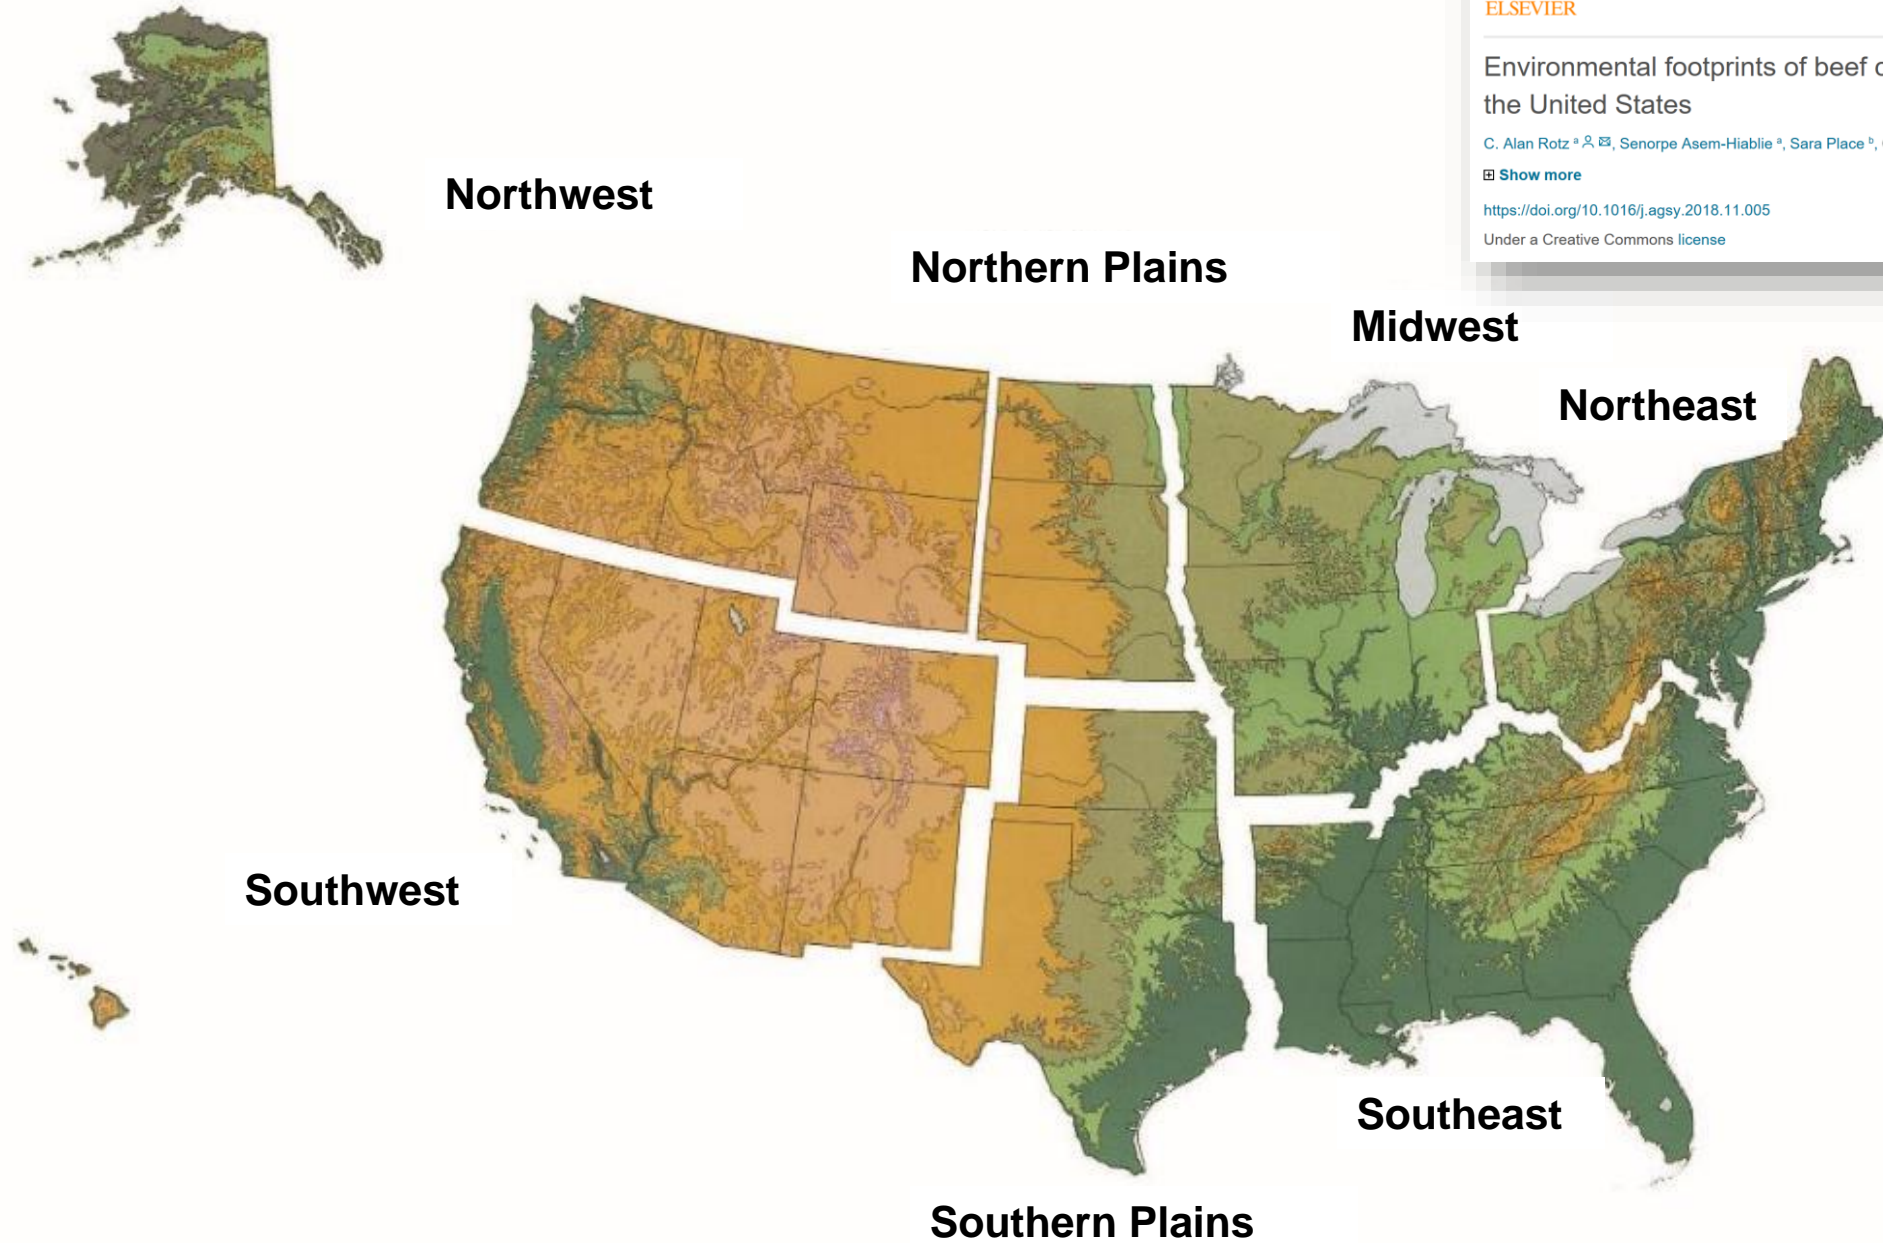 ELSEVIER
Environmental footprints of beef
the United States
C. Alan Rotz ᵃ, Senorpe Asem-Hiablie ᵃ, Sara Place ᵇ,
Show more
https://doi.org/10.1016/j.agsy.2018.11.005
Under a Creative Commons license
Northwest
Northern Plains
Midwest
Northeast
Southwest
Southeast
Southern Plains